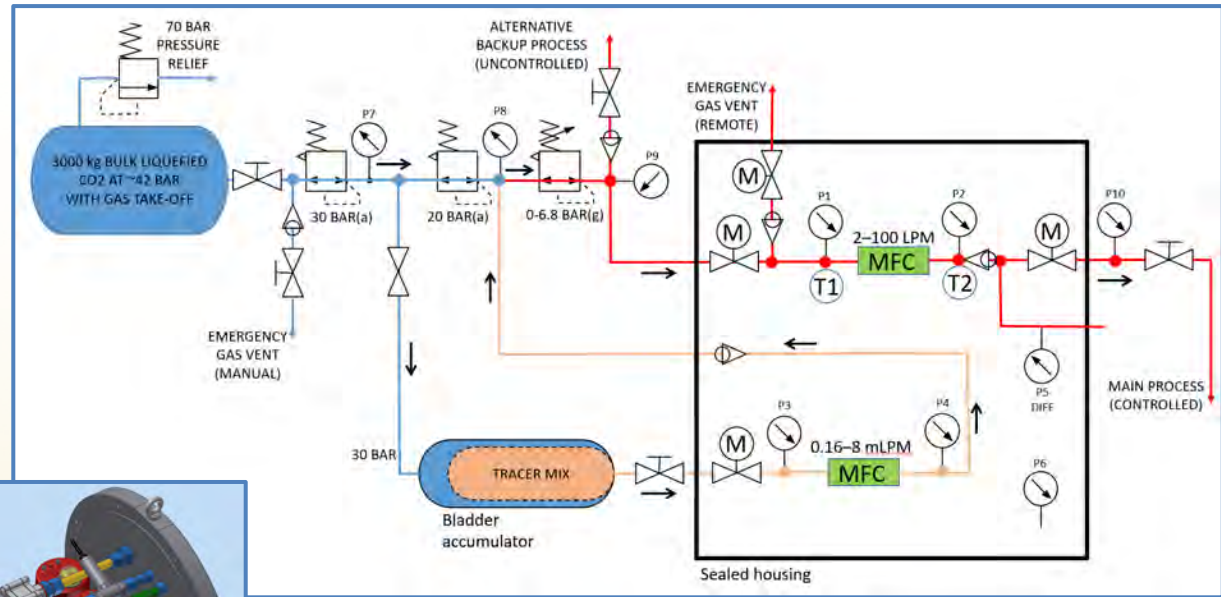 70 BAR
PRESSURE
RELIEF
ALTERNATIVE
BACKUP PROCESS
(UNCONTROLLED)
EMERGENCY
GAS VENT
(REMOTE)
3000 kg BULK LIQUEFIED
CO2 AT ~42 BAR
WITH GAS TAKE-OFF
P7
P8
P9
30 BAR(a)
20 BAR(a)
0-6.8 BAR(g)
M
M
P1
2–100 LPM
MFC
P2
M
P10
T1
T2
EMERGENCY
GAS VENT
(MANUAL)
P5
DIFF
MAIN PROCESS
(CONTROLLED)
30 BAR
TRACER MIX
Bladder
accumulator
M
P3
0.16–8 mLPM
MFC
P4
P6
Sealed housing